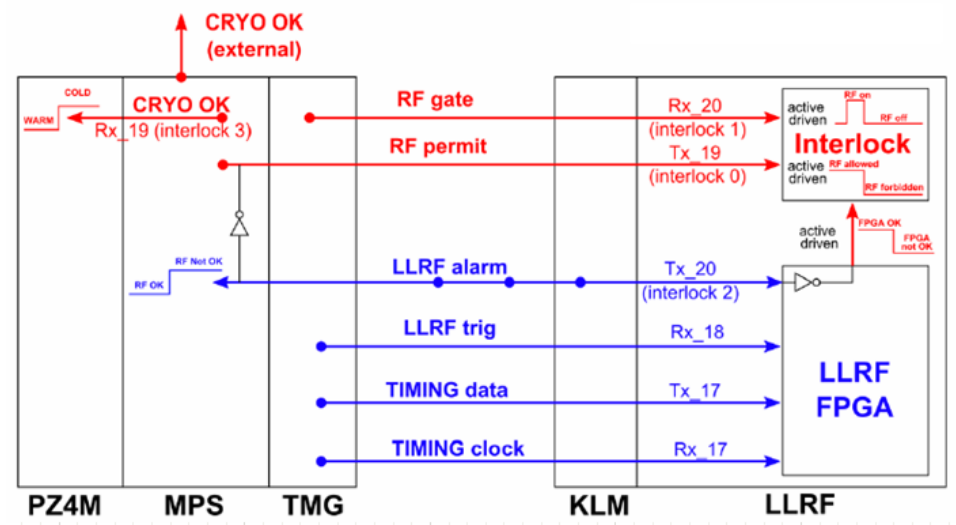 CRYO OK
(external)
COLD
WARM
CRYO OK
Rx_19 (interlock 3)
RF gate
Rx_20
(interlock 1)
active
driven
RF on
RF off
Interlock
RF permit
Tx_19
(interlock 0)
active
driven
RF allowed
RF forbidden
active
driven
FPGA OK
FPGA
not OK
RF Not OK
RF OK
LLRF alarm
Tx_20
(interlock 2)
LLRF trig
Rx_18
TIMING data
Tx_17
LLRF
FPGA
TIMING clock
Rx_17
PZ4M MPS TMG KLM LLRF